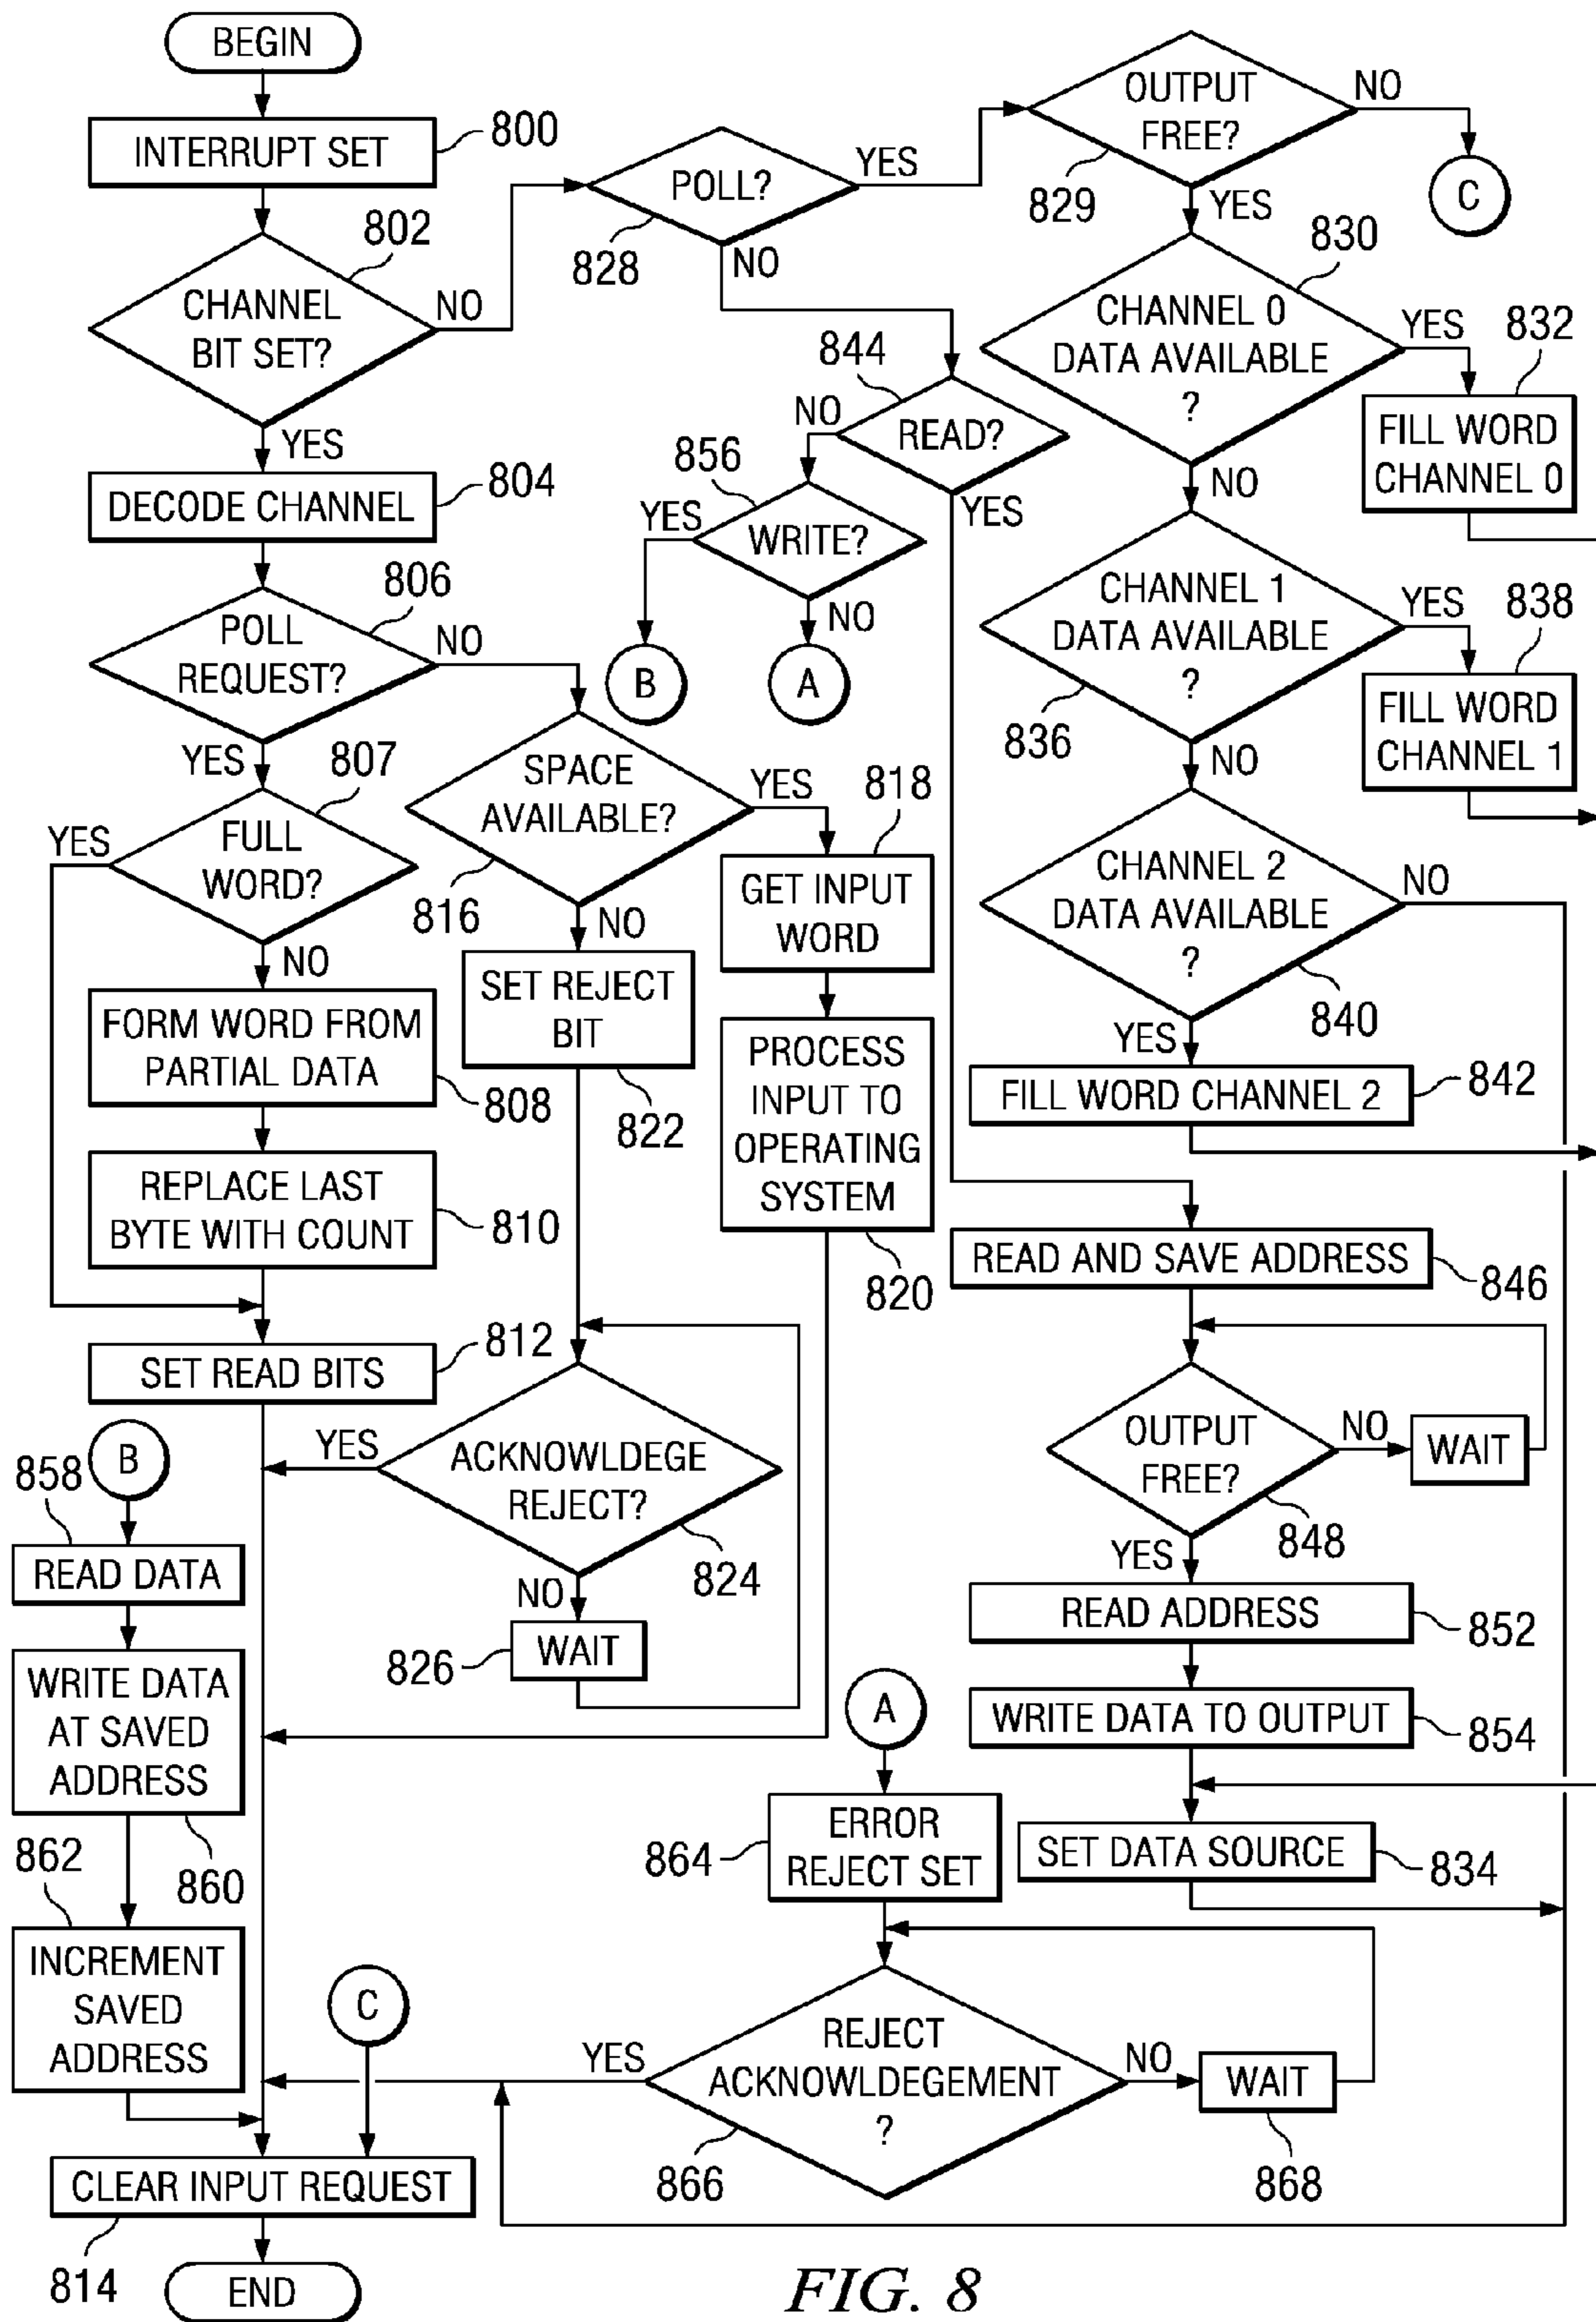 BEGIN
INTERRUPT SET
800
802
CHANNEL
BIT SET?
NO
YES
DECODE CHANNEL
804
806
POLL
REQUEST?
NO
YES
807
FULL
WORD?
YES
NO
FORM WORD FROM
PARTIAL DATA
808
REPLACE LAST
BYTE WITH COUNT
810
812
SET READ BITS
B
858
READ DATA
WRITE DATA
AT SAVED
ADDRESS
860
862
INCREMENT
SAVED
ADDRESS
C
CLEAR INPUT REQUEST
814
END
POLL?
YES
828
NO
844
READ?
NO
YES
856
WRITE?
YES
NO
B
A
SPACE
AVAILABLE?
YES
816
NO
818
GET INPUT
WORD
SET REJECT
BIT
822
PROCESS
INPUT TO
OPERATING
SYSTEM
820
ACKNOWLDEGE
REJECT?
YES
824
NO
826
WAIT
A
ERROR
REJECT SET
864
REJECT
ACKNOWLDEGEMENT
?
YES
NO
866
WAIT
868
OUTPUT
FREE?
NO
829
YES
C
830
CHANNEL 0
DATA AVAILABLE
?
YES
832
FILL WORD
CHANNEL 0
NO
CHANNEL 1
DATA AVAILABLE
?
YES
838
836
FILL WORD
CHANNEL 1
NO
CHANNEL 2
DATA AVAILABLE
?
NO
840
YES
FILL WORD CHANNEL 2
842
READ AND SAVE ADDRESS
846
OUTPUT
FREE?
NO
WAIT
848
YES
READ ADDRESS
852
WRITE DATA TO OUTPUT
854
SET DATA SOURCE
834
FIG. 8